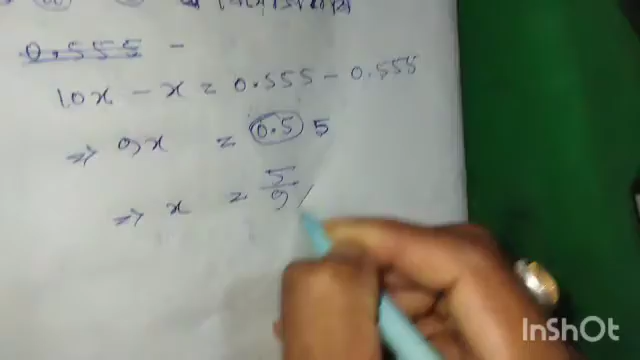 0.555 -
10x - x = 0.555 - 0.555
⇒ 9x = 0.5 5
⇒ x = 5/9
InShOt